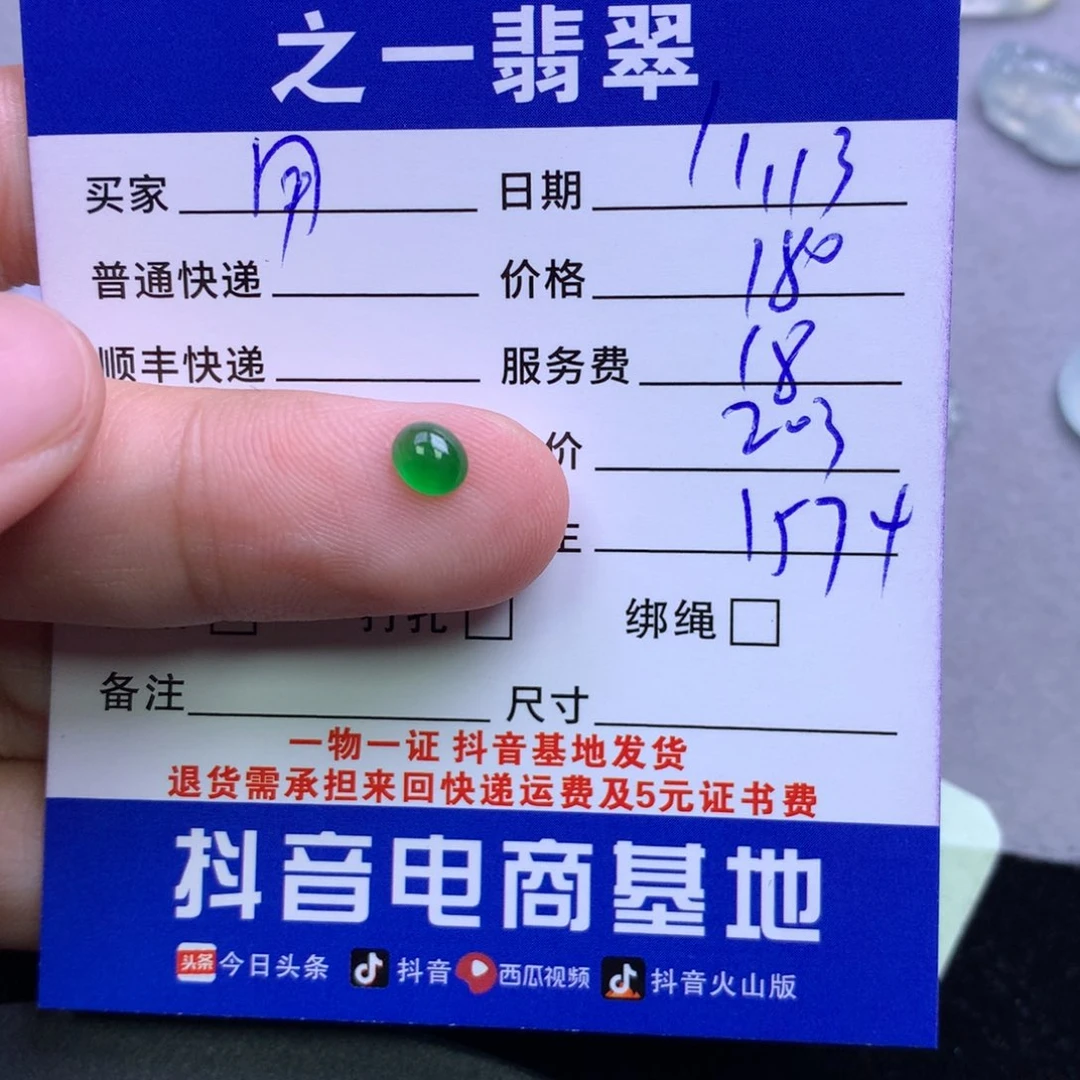 之一翡翠
买家 日期 11.13
普通快递 价格 180
顺丰快递 服务费 18
价 203
主 1574
打孔 绑绳
备注 尺寸
一物一证 抖音基地发货
退货需承担来回快递运费及5元证书费
抖音电商基地
头条 今日头条 抖音 西瓜视频 抖音火山版